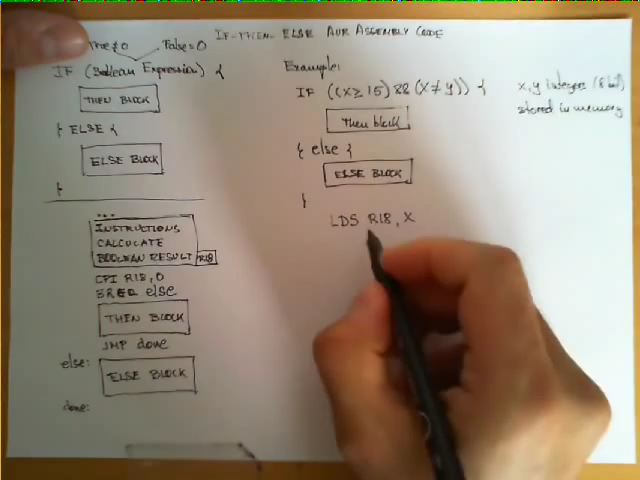 IF-THEN-ELSE AVR ASSEMBLY CODE
True≠0 False=0
IF (Boolean Expression) {
THEN BLOCK
} ELSE {
ELSE BLOCK
}
...
INSTRUCTIONS
CALCULATE
BOOLEAN RESULT R18
CPI R18,0
BREQ else
THEN BLOCK
JMP done
else:
ELSE BLOCK
done:
Example:
IF ((X≥15) && (X≠y)) {
x,y integers (8 bit)
stored in memory
Then block
} else {
ELSE BLOCK
}
LDS R18, X